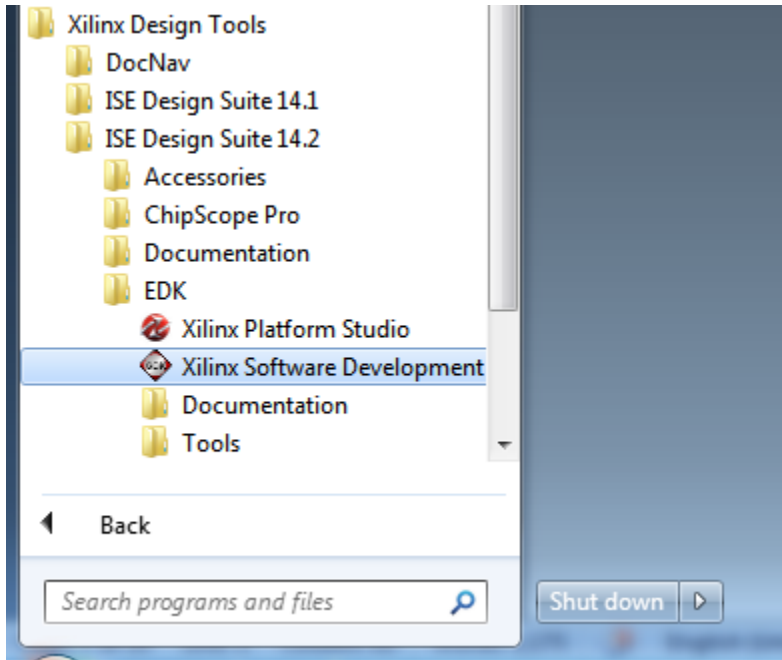 Xilinx Design Tools
DocNav
ISE Design Suite 14.1
ISE Design Suite 14.2
Accessories
ChipScope Pro
Documentation
EDK
Xilinx Platform Studio
Xilinx Software Development
Documentation
Tools
Back
Search programs and files
Shut down